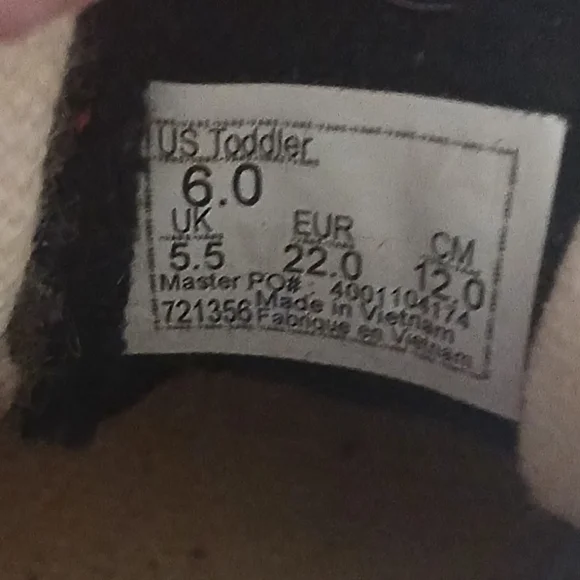 US Toddler
6.0
UK EUR CM
5.5 22.0 12.0
Master PO# : 4001104174
721356 Made in Vietnam
Fabriqué en Vietnam